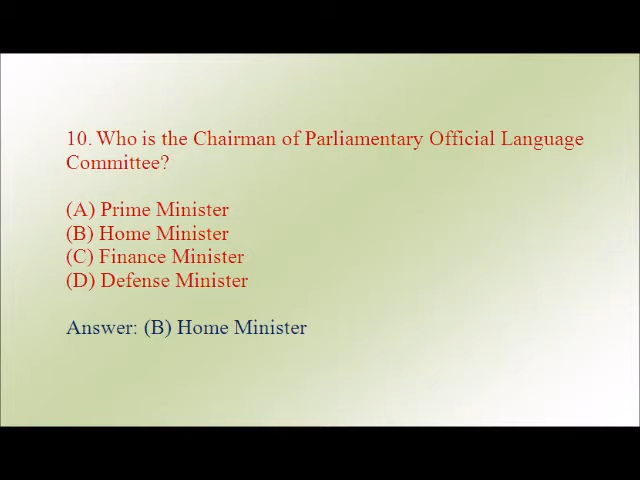 10. Who is the Chairman of Parliamentary Official Language
Committee?
(A) Prime Minister
(B) Home Minister
(C) Finance Minister
(D) Defense Minister
Answer: (B) Home Minister